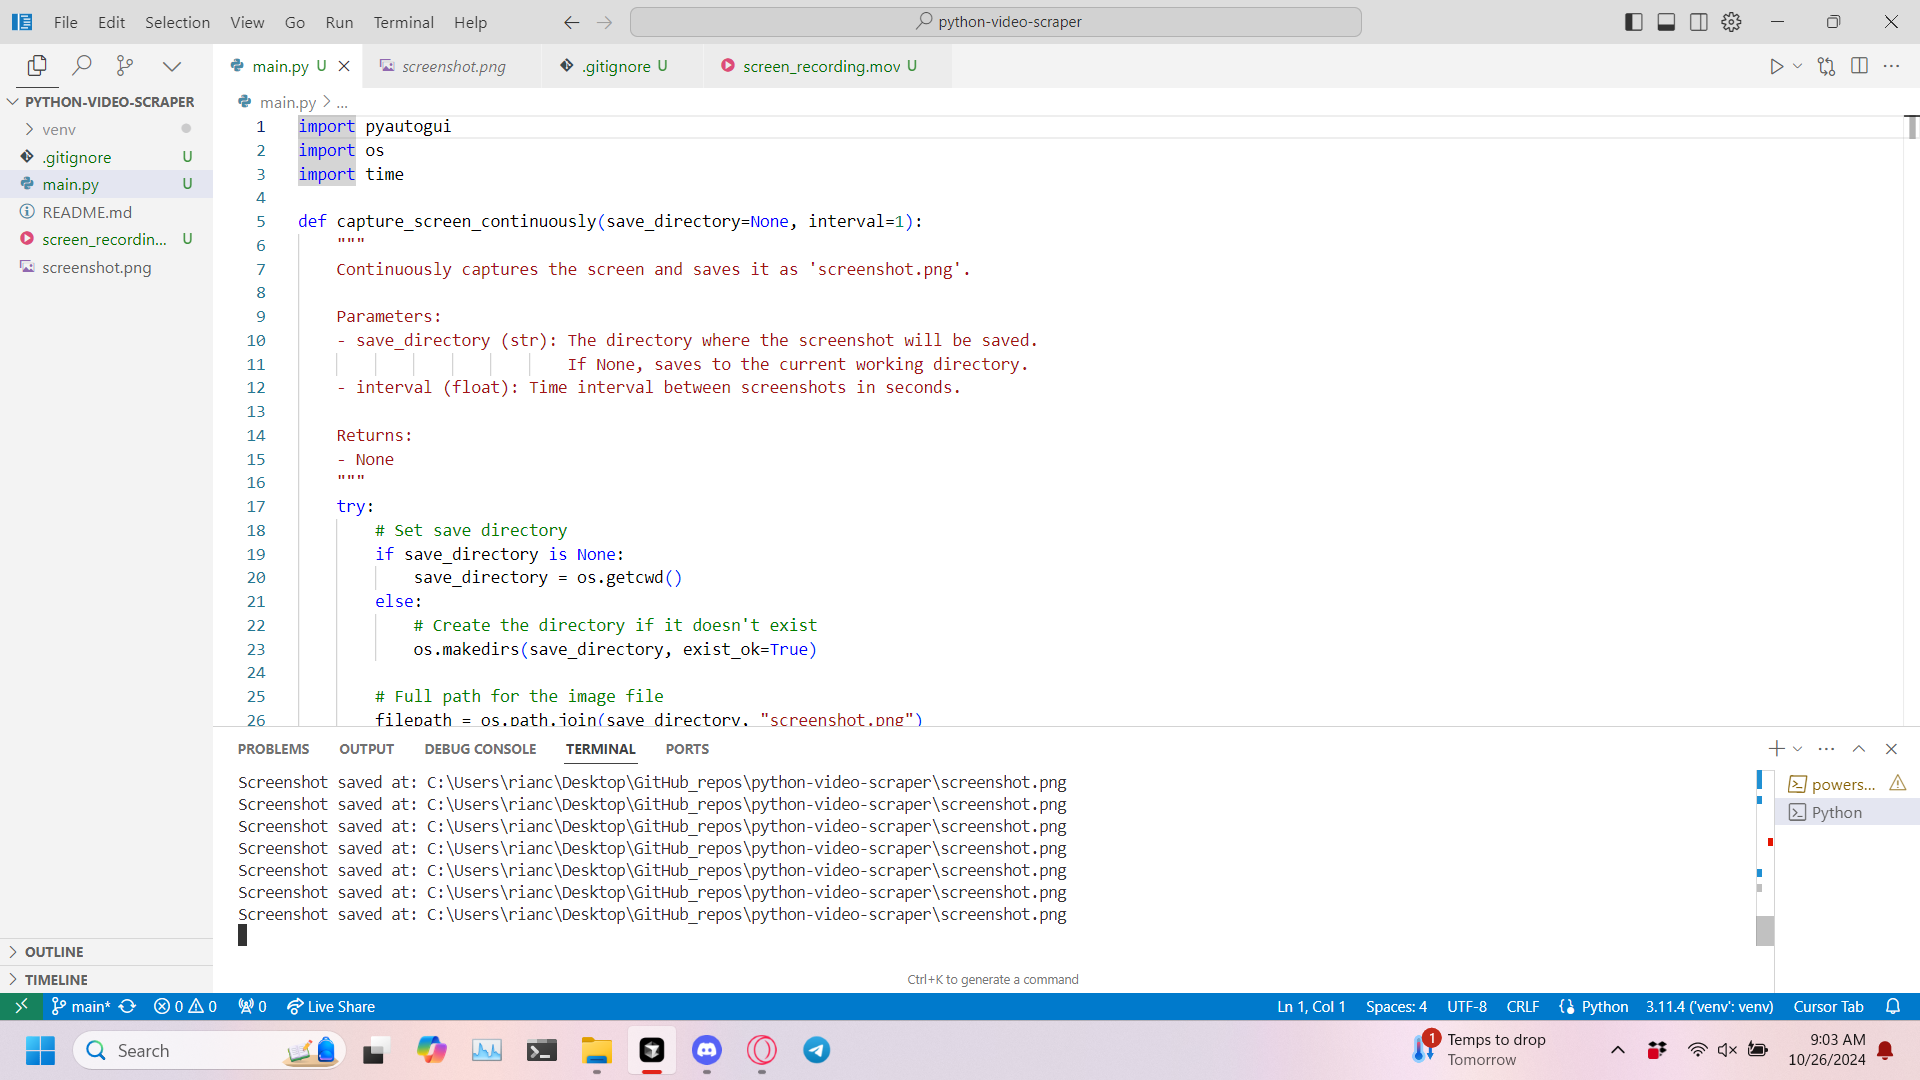 File Edit Selection View Go Run Terminal Help
python-video-scraper
main.py U
screenshot.png
.gitignore U
screen_recording.mov U
PYTHON-VIDEO-SCRAPER
venv
.gitignore U
main.py U
README.md
screen_recordin... U
screenshot.png
OUTLINE
TIMELINE
main.py > ...
1 import pyautogui
2 import os
3 import time
4
5 def capture_screen_continuously(save_directory=None, interval=1):
6 """
7 Continuously captures the screen and saves it as 'screenshot.png'.
8
9 Parameters:
10 - save_directory (str): The directory where the screenshot will be saved.
11 If None, saves to the current working directory.
12 - interval (float): Time interval between screenshots in seconds.
13
14 Returns:
15 - None
16 """
17 try:
18 # Set save directory
19 if save_directory is None:
20 save_directory = os.getcwd()
21 else:
22 # Create the directory if it doesn't exist
23 os.makedirs(save_directory, exist_ok=True)
24
25 # Full path for the image file
26 filepath = os.path.join(save_directory, "screenshot.png")
PROBLEMS OUTPUT DEBUG CONSOLE TERMINAL PORTS
Screenshot saved at: C:\Users\rianc\Desktop\GitHub_repos\python-video-scraper\screenshot.png
Screenshot saved at: C:\Users\rianc\Desktop\GitHub_repos\python-video-scraper\screenshot.png
Screenshot saved at: C:\Users\rianc\Desktop\GitHub_repos\python-video-scraper\screenshot.png
Screenshot saved at: C:\Users\rianc\Desktop\GitHub_repos\python-video-scraper\screenshot.png
Screenshot saved at: C:\Users\rianc\Desktop\GitHub_repos\python-video-scraper\screenshot.png
Screenshot saved at: C:\Users\rianc\Desktop\GitHub_repos\python-video-scraper\screenshot.png
Screenshot saved at: C:\Users\rianc\Desktop\GitHub_repos\python-video-scraper\screenshot.png
powers...
Python
Ctrl+K to generate a command
main* 0 0 0 Live Share
Ln 1, Col 1 Spaces: 4 UTF-8 CRLF Python 3.11.4 ('venv': venv) Cursor Tab
Search
1
Temps to drop
Tomorrow
9:03 AM
10/26/2024